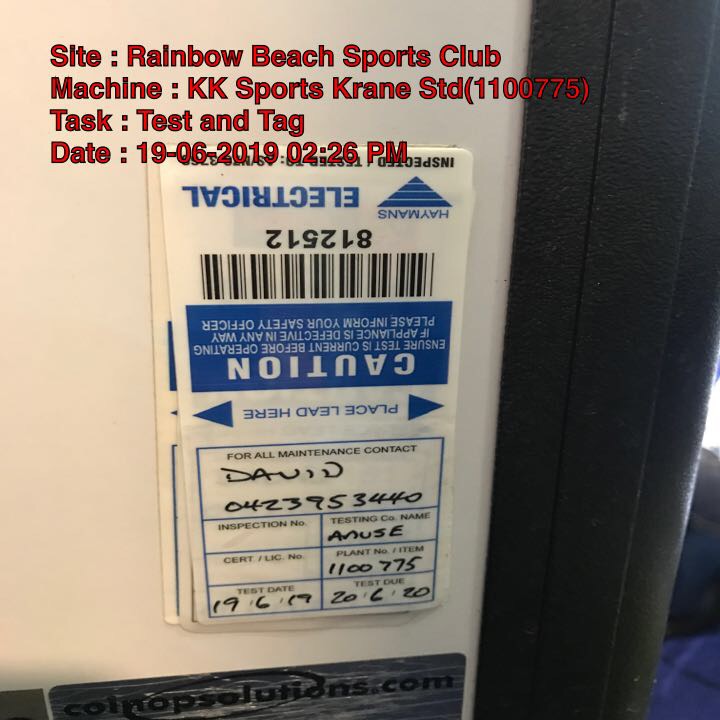 Site : Rainbow Beach Sports Club
Machine : KK Sports Krane Std(1100775)
Task : Test and Tag
Date : 19-06-2019 02:26 PM
INSPECTED / TESTED TO:
HAYMANS
ELECTRICAL
812512
CAUTION
ENSURE TEST IS CURRENT BEFORE OPERATING
IF APPLIANCE IS DEFECTIVE IN ANY WAY
PLEASE INFORM YOUR SAFETY OFFICER
PLACE LEAD HERE
FOR ALL MAINTENANCE CONTACT
DAVID
0423953440
INSPECTION No.
TESTING Co. NAME
AMUSE
CERT. / LIC. No.
PLANT No. / ITEM
1100775
TEST DATE
19 6 19
TEST DUE
20 6 20
coinopsolutions.com